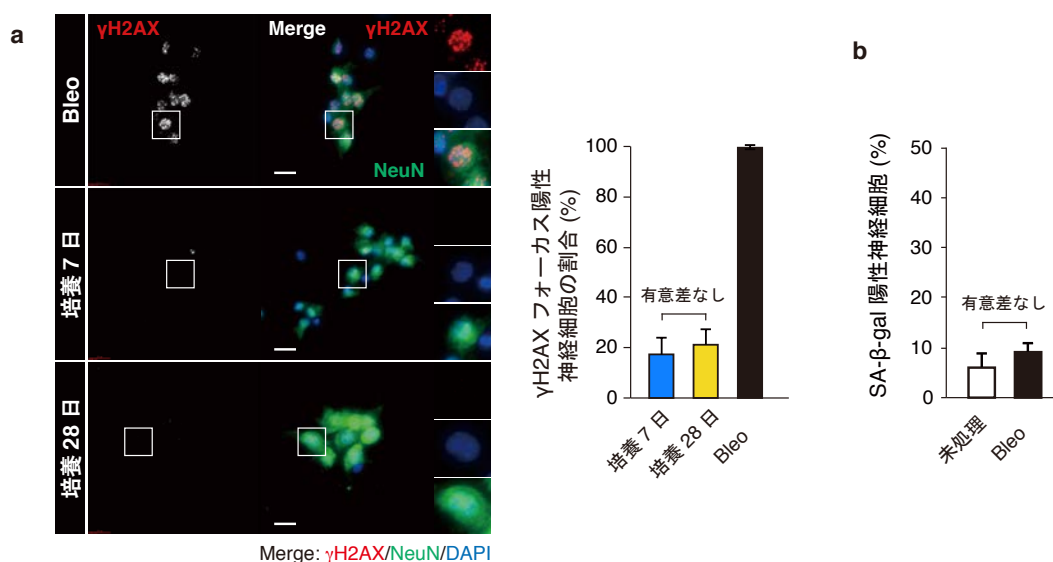 a
γH2AX
Merge
γH2AX
Bleo
NeuN
培養 7 日
培養 28 日
Merge: γH2AX/NeuN/DAPI
γH2AX フォーカス陽性
神経細胞の割合 (%)
100
80
60
40
20
0
有意差なし
培養 7 日
培養 28 日
Bleo
b
SA-β-gal 陽性神経細胞 (%)
50
40
30
20
10
0
有意差なし
未処理
Bleo